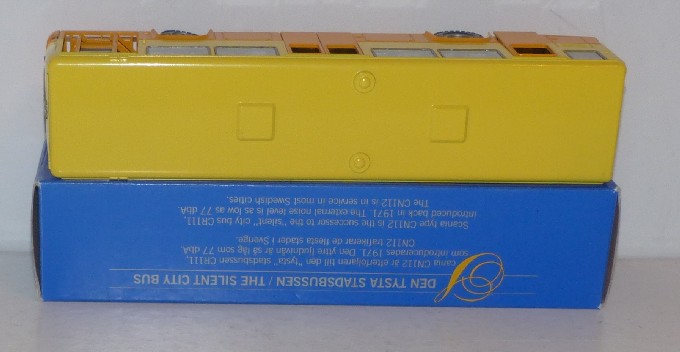 DEN TYSTA STADSBUSSEN / THE SILENT CITY BUS
cania CN112 är efterföljaren till den "tysta" stadsbussen CR111,
som introducerades 1971. Den yttre ljudnivån är så låg som 77 dbA.
CN112 trafikerar de flesta städer i Sverige.
Scania type CN112 is the successor to the "silent" bus city CR111,
introduced back in 1971. The external noise level is as low as 77 dbA.
The CN112 is in service in most Swedish cities.